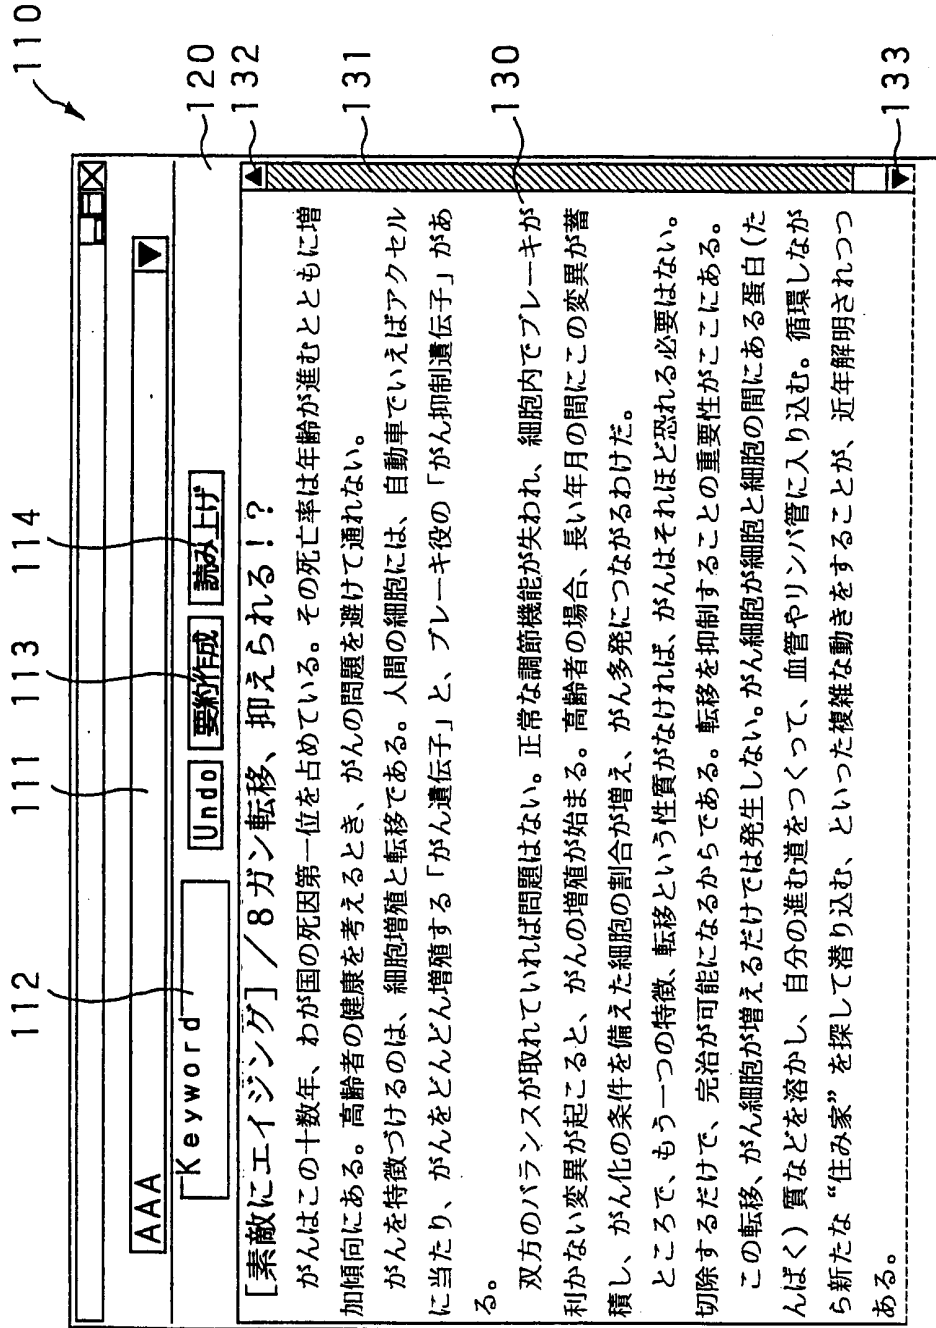 110
112
111
113
114
AAA
Keyword
Undo
要約作成
読み上げ
120
132
131
130
133
[素敵にエイジング]／8ガン転移、抑えられる！？
がんはこの十数年、わが国の死因第一位を占めている。その死亡率は年齢が進むとともに増
加傾向にある。高齢者の健康を考えるとき、がんの問題を避けて通れない。
がんを特徴づけるのは、細胞増殖と転移である。人間の細胞には、自動車でいえばアクセル
に当たり、がんをどんどん増殖する「がん遺伝子」と、ブレーキ役の「がん抑制遺伝子」があ
る。
双方のバランスが取れていれば問題はない。正常な調節機能が失われ、細胞内でブレーキが
利かない変異が起こると、がんの増殖が始まる。高齢者の場合、長い年月の間にこの変異が蓄
積し、がん化の条件を備えた細胞の割合が増え、がん多発につながるわけだ。
ところで、もう一つの特徴、転移という性質がなければ、がんはそれほど恐れる必要はない。
切除するだけで、完治が可能になるからである。転移を抑制することの重要性がここにある。
この転移、がん細胞が増えるだけでは発生しない。がん細胞が細胞と細胞の間にある蛋白（た
んぱく）質などを溶かし、自分の進む道をつくって、血管やリンパ管に入り込む。循環しなが
ら新たな“住み家”を探して潜り込む、といった複雑な動きをすることが、近年解明されつつ
ある。